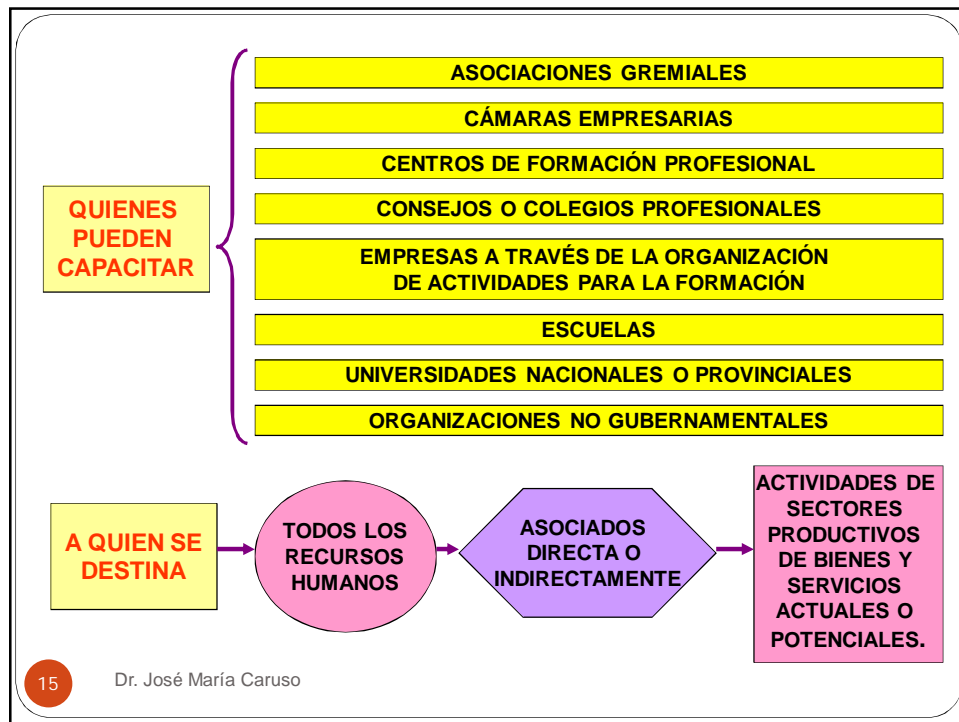 ASOCIACIONES GREMIALES
CÁMARAS EMPRESARIAS
CENTROS DE FORMACIÓN PROFESIONAL
QUIENES
PUEDEN
CAPACITAR
CONSEJOS O COLEGIOS PROFESIONALES
EMPRESAS A TRAVÉS DE LA ORGANIZACIÓN
DE ACTIVIDADES PARA LA FORMACIÓN
ESCUELAS
UNIVERSIDADES NACIONALES O PROVINCIALES
ORGANIZACIONES NO GUBERNAMENTALES
A QUIEN SE
DESTINA
TODOS LOS
RECURSOS
HUMANOS
ASOCIADOS
DIRECTA O
INDIRECTAMENTE
ACTIVIDADES DE
SECTORES
PRODUCTIVOS
DE BIENES Y
SERVICIOS
ACTUALES O
POTENCIALES.
15
Dr. José María Caruso